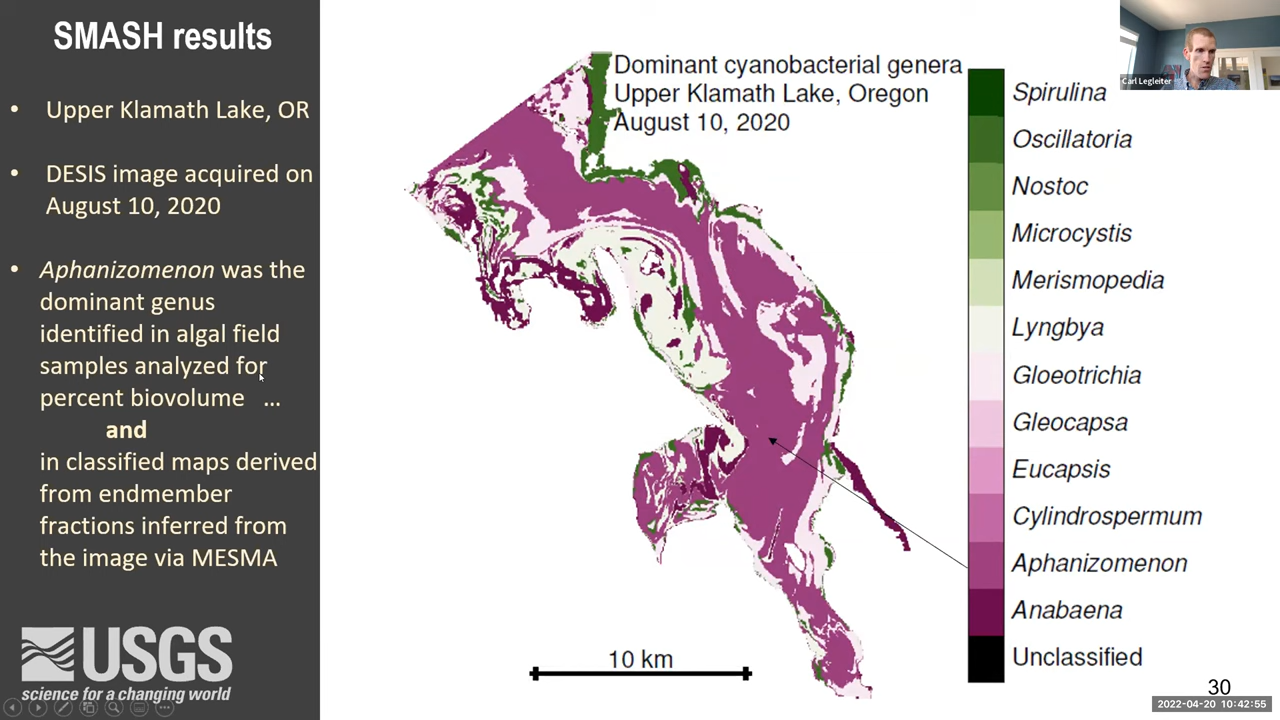 SMASH results
• Upper Klamath Lake, OR
• DESIS image acquired on
August 10, 2020
• Aphanizomenon was the
dominant genus
identified in algal field
samples analyzed for
percent biovolume ...
and
in classified maps derived
from endmember
fractions inferred from
the image via MESMA
USGS
science for a changing world
Dominant cyanobacterial genera
Upper Klamath Lake, Oregon
August 10, 2020
10 km
Spirulina
Oscillatoria
Nostoc
Microcystis
Merismopedia
Lyngbya
Gloeotrichia
Gleocapsa
Eucapsis
Cylindrospermum
Aphanizomenon
Anabaena
Unclassified
Carl Legleiter
30
2022-04-20 10:42:55